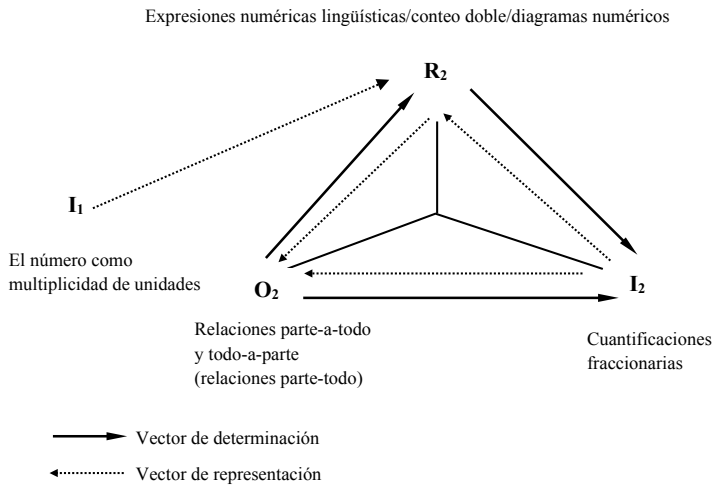 Expresiones numéricas lingüísticas/conteo doble/diagramas numéricos
R₂
I₁
El número como
multiplicidad de unidades
O₂
I₂
Relaciones parte-a-todo
y todo-a-parte
(relaciones parte-todo)
Cuantificaciones
fraccionarias
Vector de determinación
Vector de representación